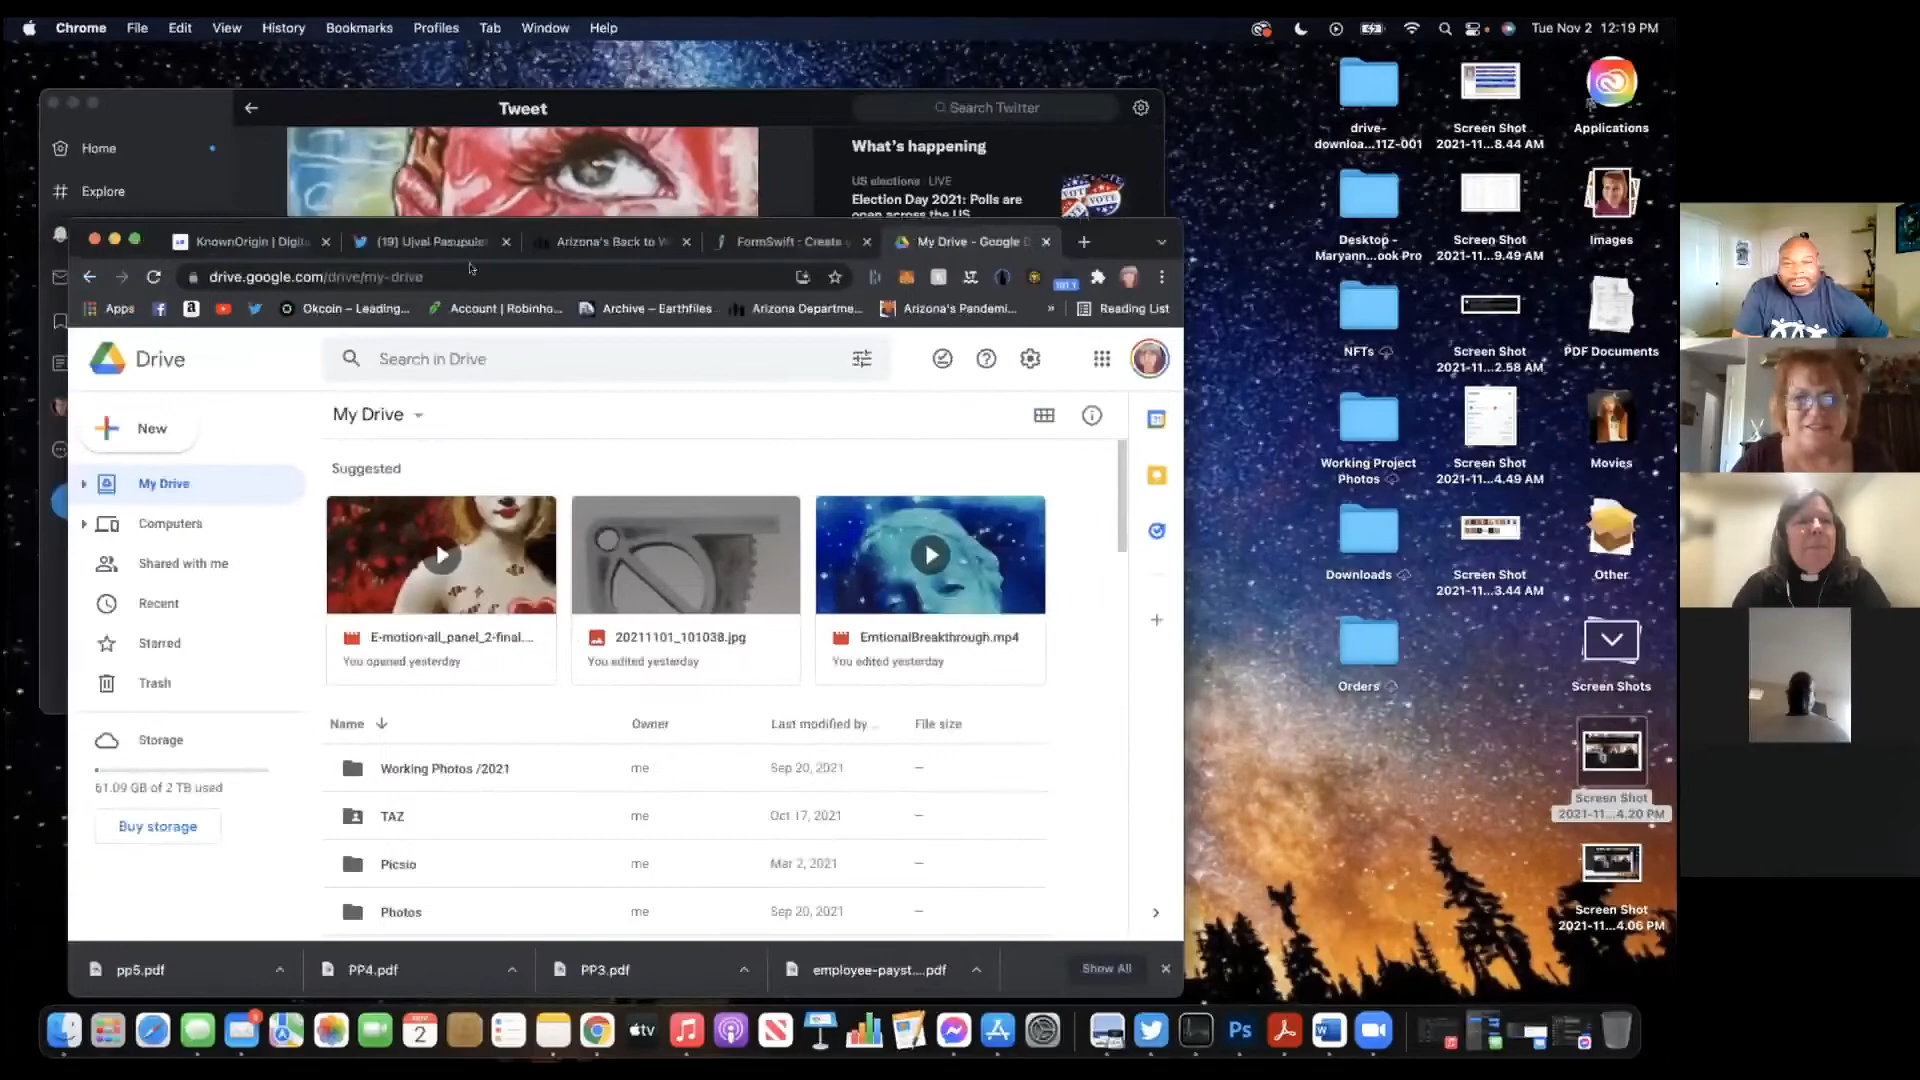 Chrome File Edit View History Bookmarks Profiles Tab Window Help
Tue Nov 2 12:19 PM
Tweet
Search Twitter
Home
Explore
What's happening
US elections · LIVE
Election Day 2021: Polls are
open across the US
VOTE
KnownOrigin | Digit
(19) Ujval Pasupule
Arizona's Back to W
FormSwift : Create
My Drive - Google D
drive.google.com/drive/my-drive
Apps
Okcoin – Leading...
Account | Robinho...
Archive – Earthfiles
Arizona Departme...
Arizona's Pandemi...
»
Reading List
Drive
Search in Drive
New
My Drive
Computers
Shared with me
Recent
Starred
Trash
Storage
61.09 GB of 2 TB used
Buy storage
My Drive
Suggested
E-motion-all_panel_2-final....
You opened yesterday
20211101_101038.jpg
You edited yesterday
EmtionalBreakthrough.mp4
You edited yesterday
Name Owner Last modified by ... File size
Working Photos /2021 me Sep 20, 2021 —
TAZ me Oct 17, 2021 —
Picsio me Mar 2, 2021 —
Photos me Sep 20, 2021 —
pp5.pdf
PP4.pdf
PP3.pdf
employee-payst....pdf
Show All
drive-
downloa...11Z-001
Screen Shot
2021-11...8.44 AM
Applications
Desktop -
Maryann...ook Pro
Screen Shot
2021-11...9.49 AM
Images
NFTs
Screen Shot
2021-11...2.58 AM
PDF Documents
Working Project
Photos
Screen Shot
2021-11...4.49 AM
Movies
Downloads
Screen Shot
2021-11...3.44 AM
Other
Orders
Screen Shots
Screen Shot
2021-11...4.20 PM
Screen Shot
2021-11...4.06 PM
2
tv
Ps
W